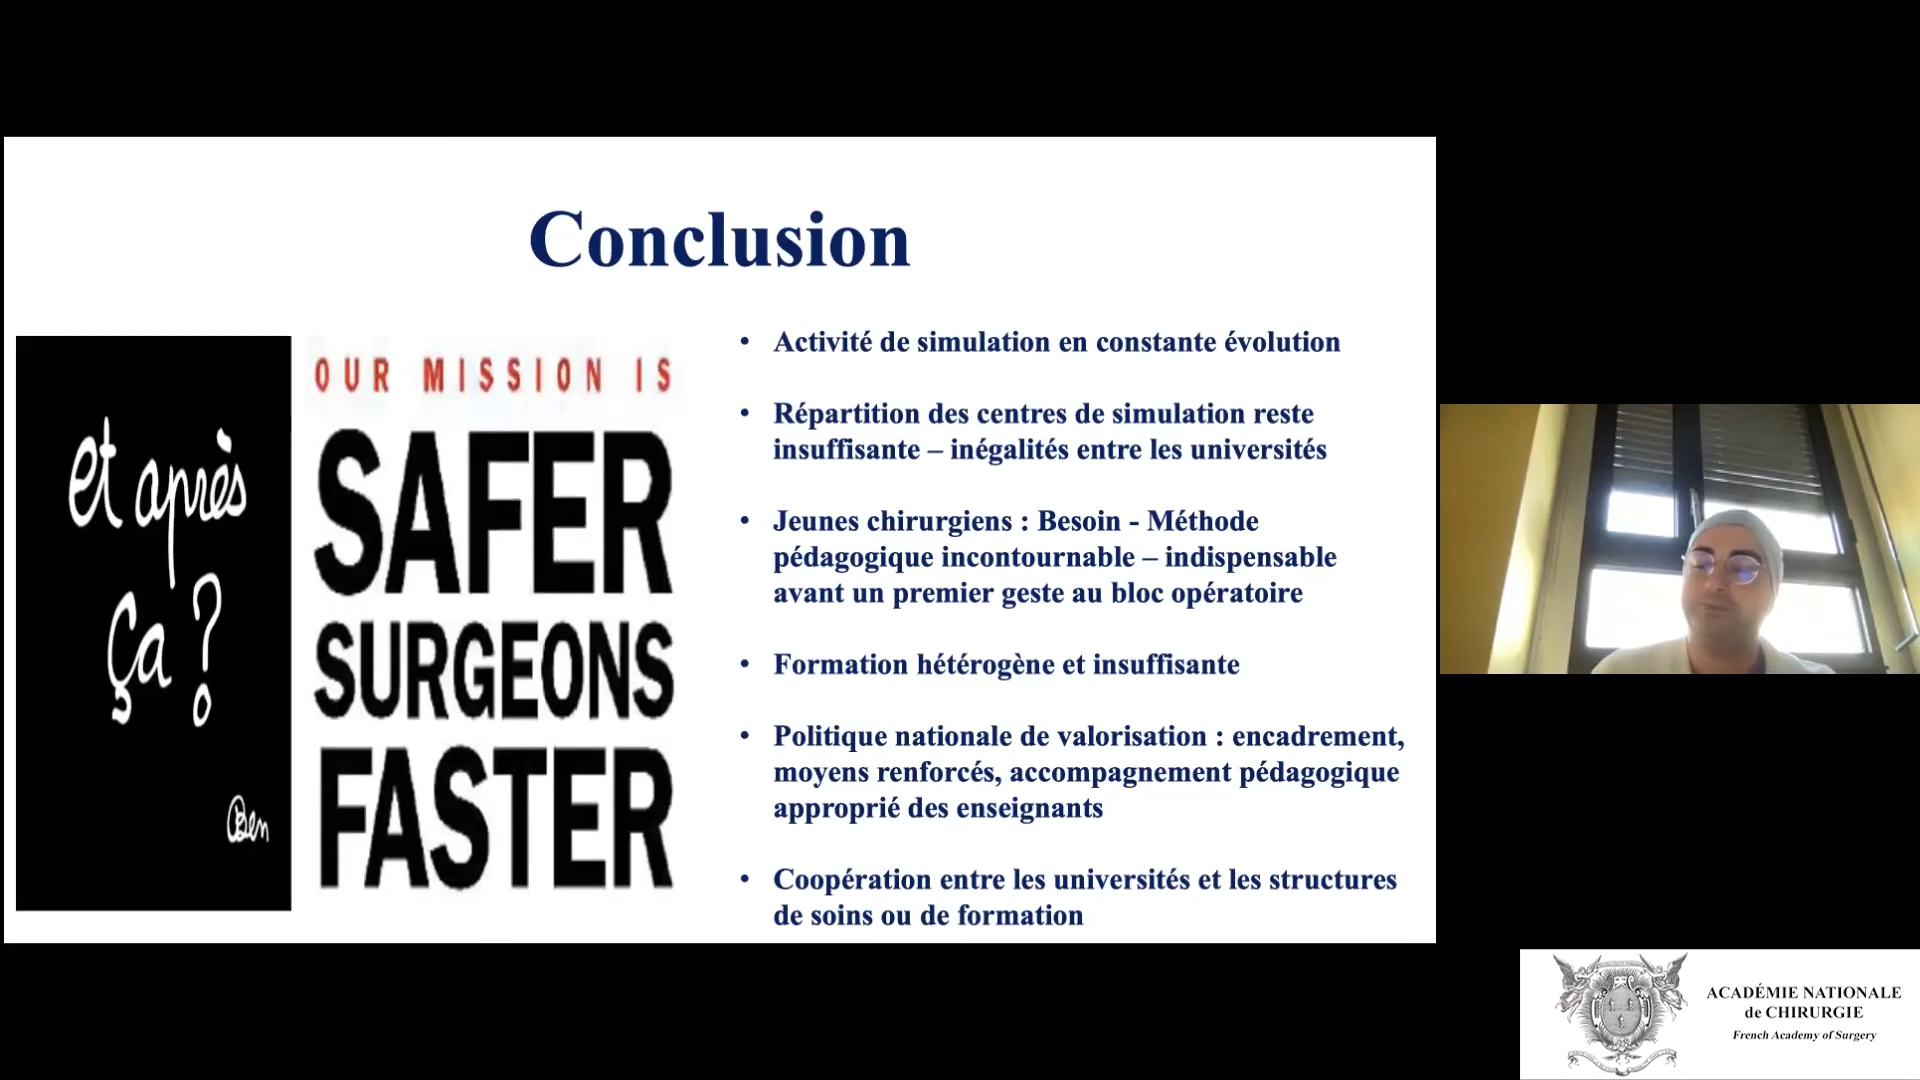 Conclusion
et après
ça ?
Ben
OUR MISSION IS
SAFER
SURGEONS
FASTER
• Activité de simulation en constante évolution
• Répartition des centres de simulation reste
insuffisante – inégalités entre les universités
• Jeunes chirurgiens : Besoin - Méthode
pédagogique incontournable – indispensable
avant un premier geste au bloc opératoire
• Formation hétérogène et insuffisante
• Politique nationale de valorisation : encadrement,
moyens renforcés, accompagnement pédagogique
approprié des enseignants
• Coopération entre les universités et les structures
de soins ou de formation
ACADÉMIE NATIONALE
de CHIRURGIE
French Academy of Surgery